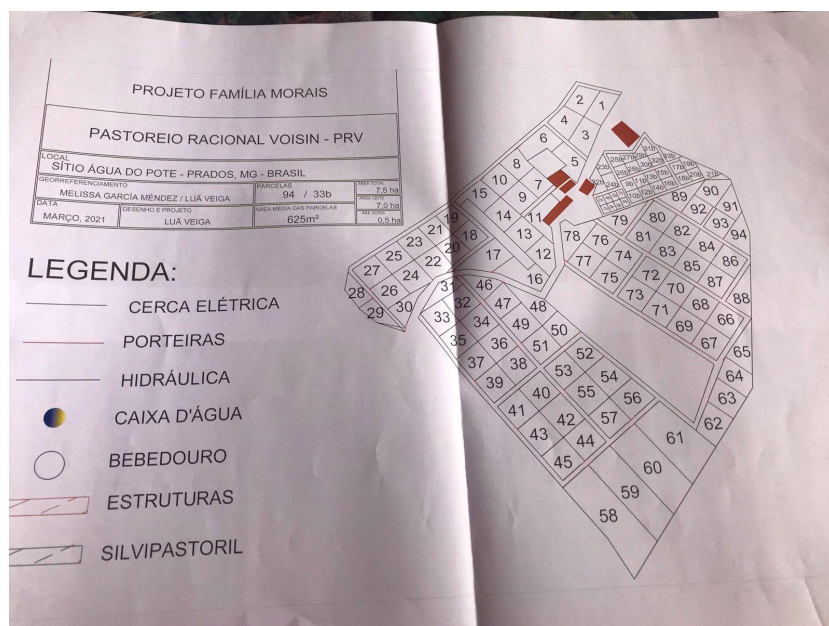 PROJETO FAMÍLIA MORAIS
PASTOREIO RACIONAL VOISIN - PRV
LOCAL
SÍTIO ÁGUA DO POTE - PRADOS, MG - BRASIL
GEORREFERENCIAMENTO
MELISSA GARCÍA MÉNDEZ / LUÃ VEIGA
PARCELAS
94 / 33b
ÁREA TOTAL
7,5 ha
7,0 ha
DATA
MARÇO, 2021
DESENHO E PROJETO
LUÃ VEIGA
ÁREA MÉDIA DAS PARCELAS
625m²
0,5 ha
LEGENDA:
CERCA ELÉTRICA
PORTEIRAS
HIDRÁULICA
CAIXA D'ÁGUA
BEBEDOURO
ESTRUTURAS
SILVIPASTORIL
2 1
4 3
6 5
8 7
10 9
15 14 11
13 12
19 18 17 16
21 20
23 22
25 24
27 26
28 29 30
31 46
32 47 48
33 34 49 50
35 36 51
37 38 52
39 40 53 54
41 42 55 56
43 44 57
45
58
59
60
61
62
63
64
65
78 76 79 80 89 90
77 74 81 82 92 91
75 72 83 84 93 94
73 70 85 86
71 68 87 88
69 66
67